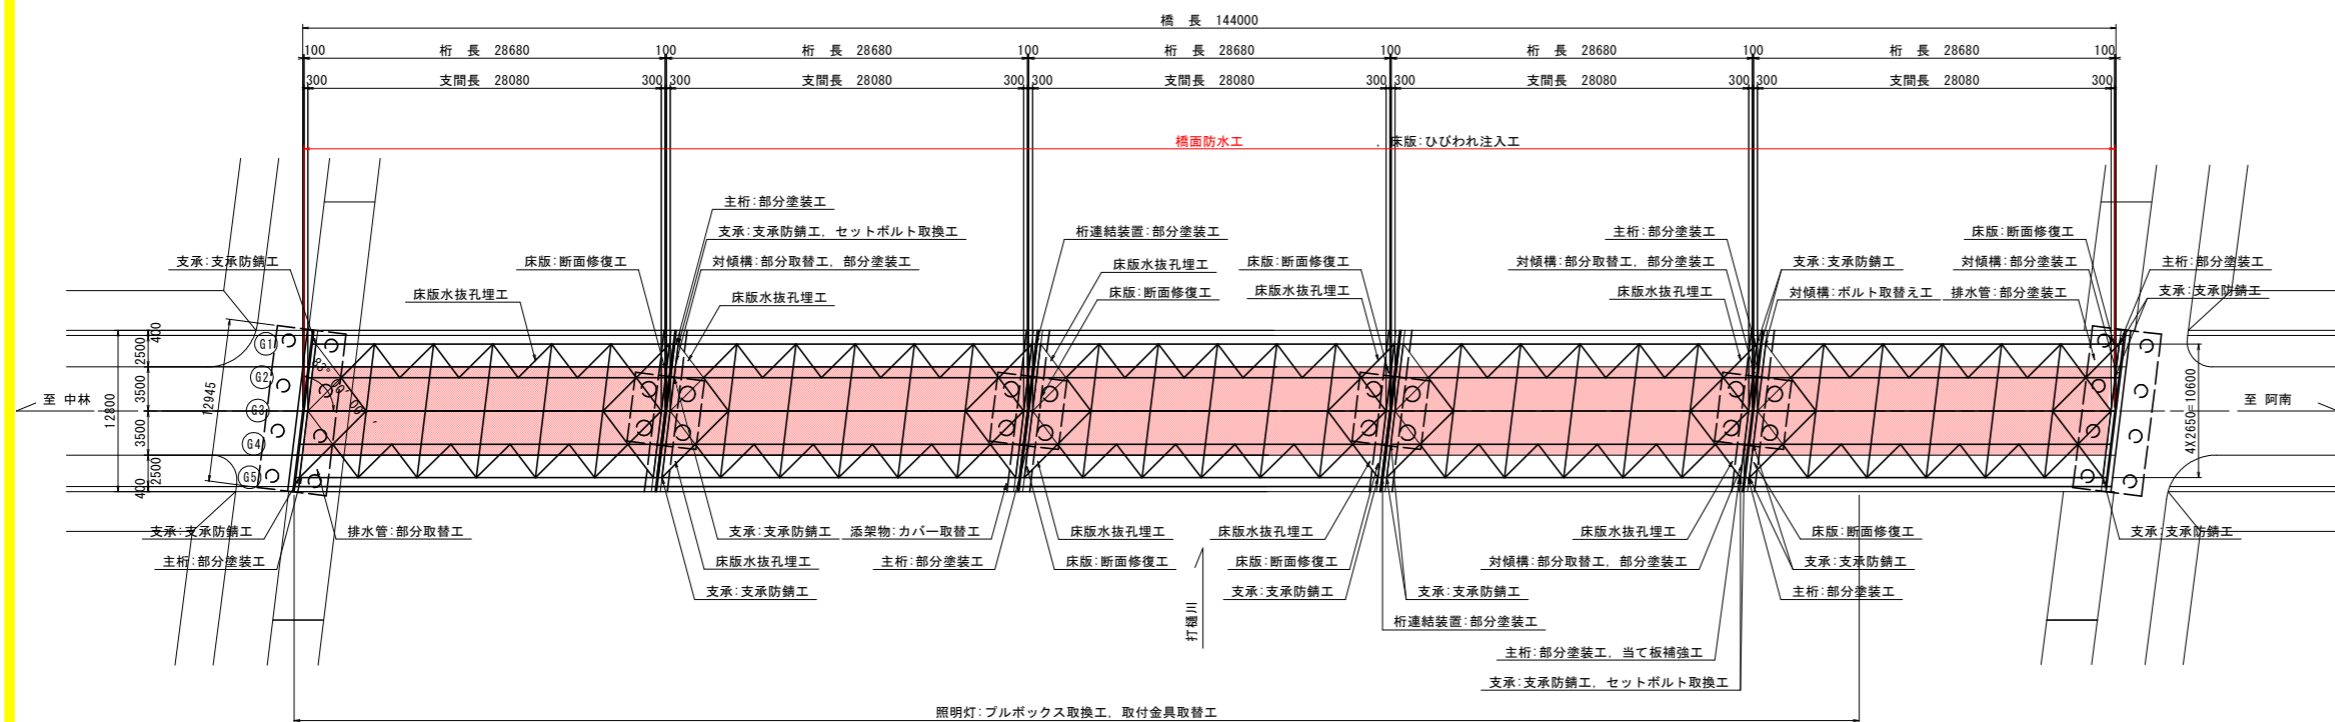 橋 長 144000
100 桁 長 28680 100 桁 長 28680 100 桁 長 28680 100 桁 長 28680 100 桁 長 28680 100
300 支間長 28080 300 300 支間長 28080 300 300 支間長 28080 300 300 支間長 28080 300 300 支間長 28080 300
橋面防水工 , 床版:ひびわれ注入工
主桁:部分塗装工
支承:支承防錆工, セットボルト取換工 桁連結装置:部分塗装工 主桁:部分塗装工 床版:断面修復工
支承:支承防錆工 床版:断面修復工 対傾構:部分取替工, 部分塗装工 床版水抜孔埋工 床版:断面修復工 対傾構:部分取替工, 部分塗装工 支承:支承防錆工 対傾構:部分塗装工 主桁:部分塗装工
床版水抜孔埋工 床版水抜孔埋工 床版:断面修復工 床版水抜孔埋工 床版水抜孔埋工 対傾構:ボルト取替え工 排水管:部分塗装工 支承:支承防錆工
400
2500
3500
3500
2500
400
12800
12945
83° 00′ 00
G1
G2
G3
G4
G5
至 中林
至 阿南
4X2650=10600
支承:支承防錆工 排水管:部分取替工 支承:支承防錆工 添架物:カバー取替工 床版水抜孔埋工 床版水抜孔埋工 床版水抜孔埋工 床版:断面修復工 支承:支承防錆工
主桁:部分塗装工 床版水抜孔埋工 主桁:部分塗装工 床版:断面修復工 床版:断面修復工 対傾構:部分取替工, 部分塗装工 支承:支承防錆工
支承:支承防錆工 支承:支承防錆工 支承:支承防錆工 主桁:部分塗装工
打樋川
桁連結装置:部分塗装工
主桁:部分塗装工, 当て板補強工
支承:支承防錆工, セットボルト取換工
照明灯:プルボックス取換工, 取付金具取替工